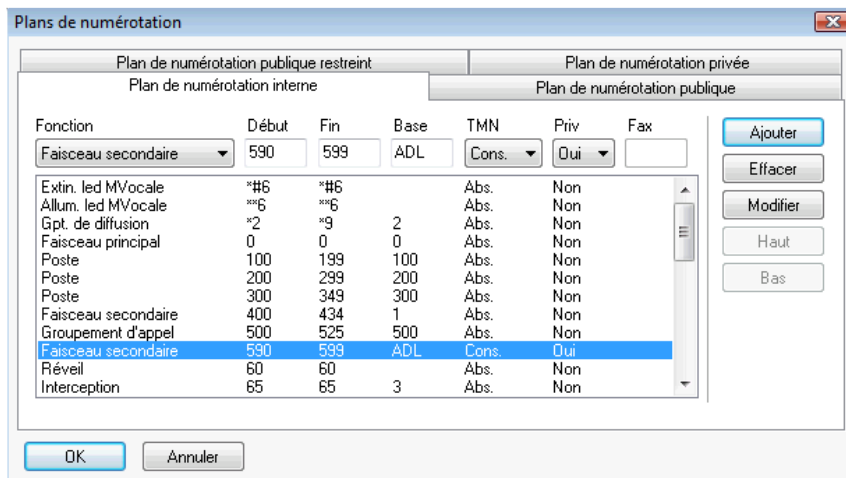 Plans de numérotation
Plan de numérotation publique restreint Plan de numérotation privée
Plan de numérotation interne Plan de numérotation publique
Fonction Début Fin Base TMN Priv Fax
Faisceau secondaire 590 599 ADL Cons. Oui
Ajouter
Effacer
Modifier
Haut
Bas
Extin. led MVocale *#6 *#6 Abs. Non
Allum. led MVocale **6 **6 Abs. Non
Gpt. de diffusion *2 *9 2 Abs. Non
Faisceau principal 0 0 0 Abs. Non
Poste 100 199 100 Abs. Non
Poste 200 299 200 Abs. Non
Poste 300 349 300 Abs. Non
Faisceau secondaire 400 434 1 Abs. Non
Groupement d'appel 500 525 500 Abs. Non
Faisceau secondaire 590 599 ADL Cons. Oui
Réveil 60 60 Abs. Non
Interception 65 65 3 Abs. Non
OK Annuler